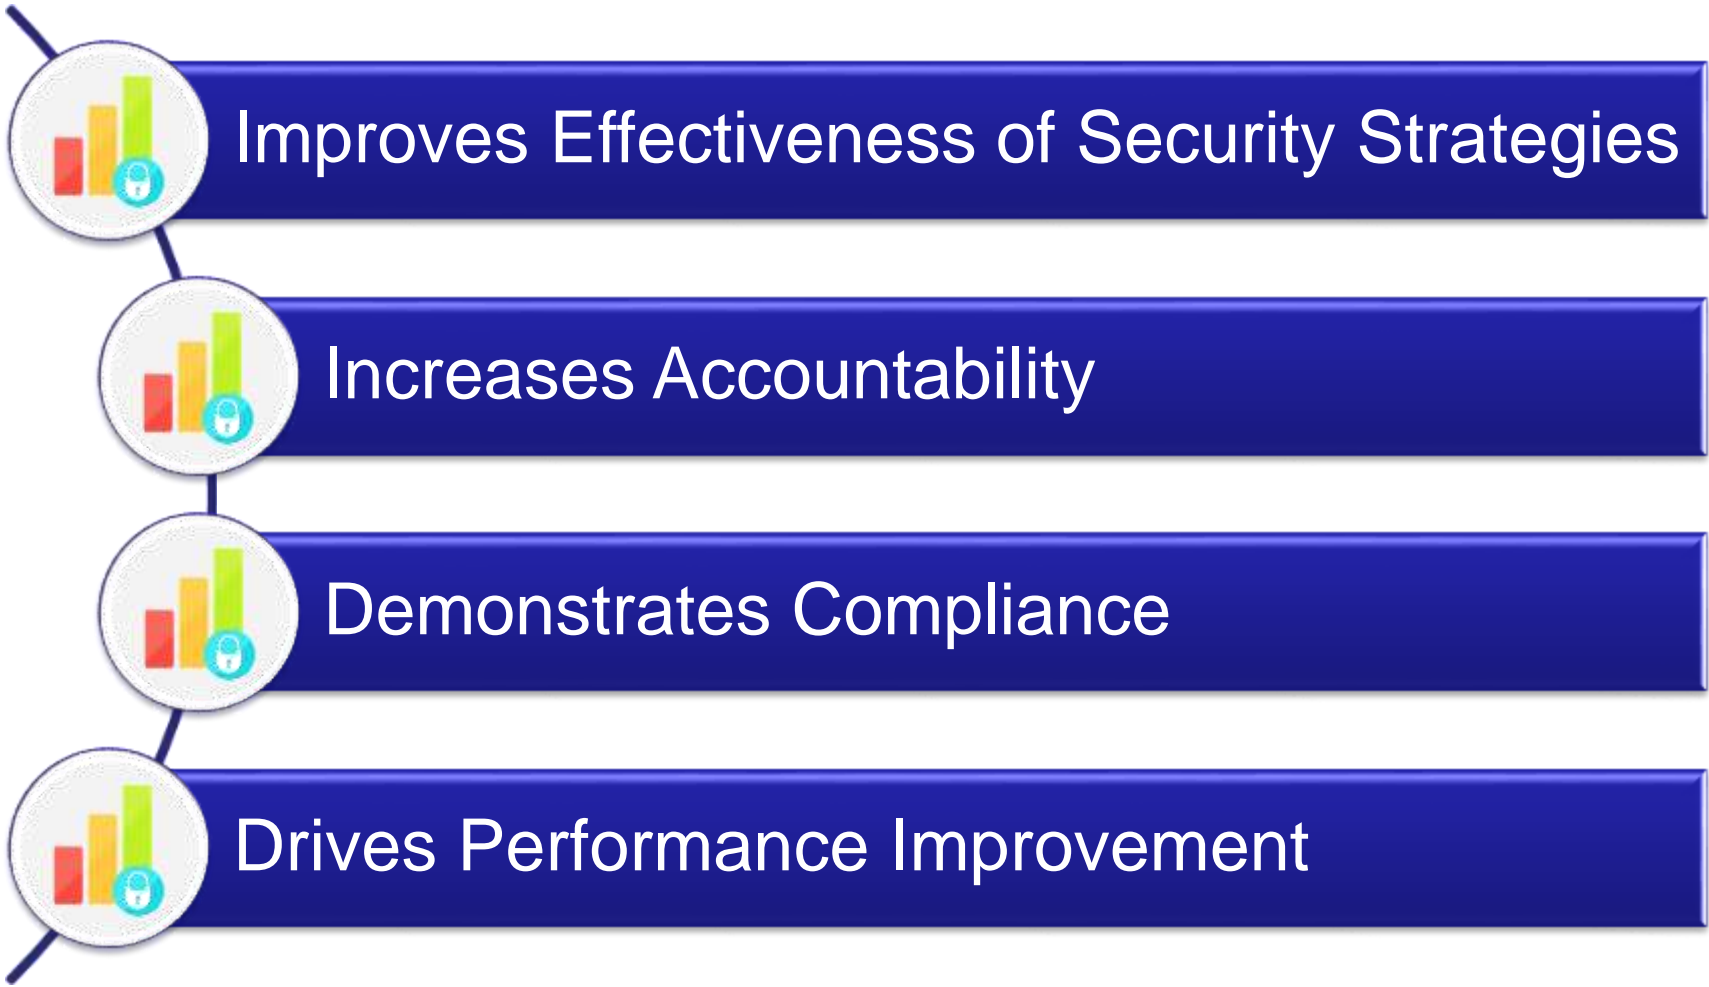 Improves Effectiveness of Security Strategies
Increases Accountability
Demonstrates Compliance
Drives Performance Improvement